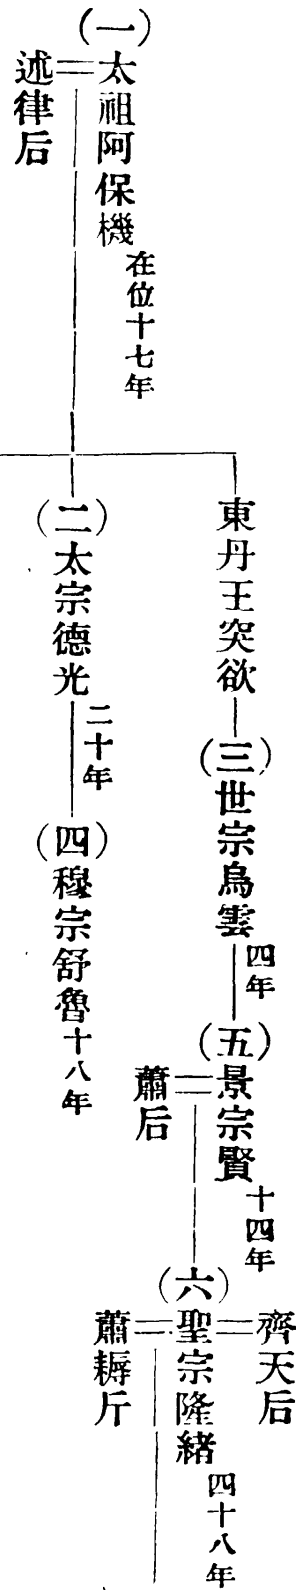 (一)太祖阿保機
在位十七年
述律后
東丹王突欲
(三)世宗烏雲
四年
(五)景宗賢
十四年
蕭后
(六)聖宗隆緒
四十八年
齊天后
蕭耨斤
(二)太宗德光
二十年
(四)穆宗舒魯
十八年